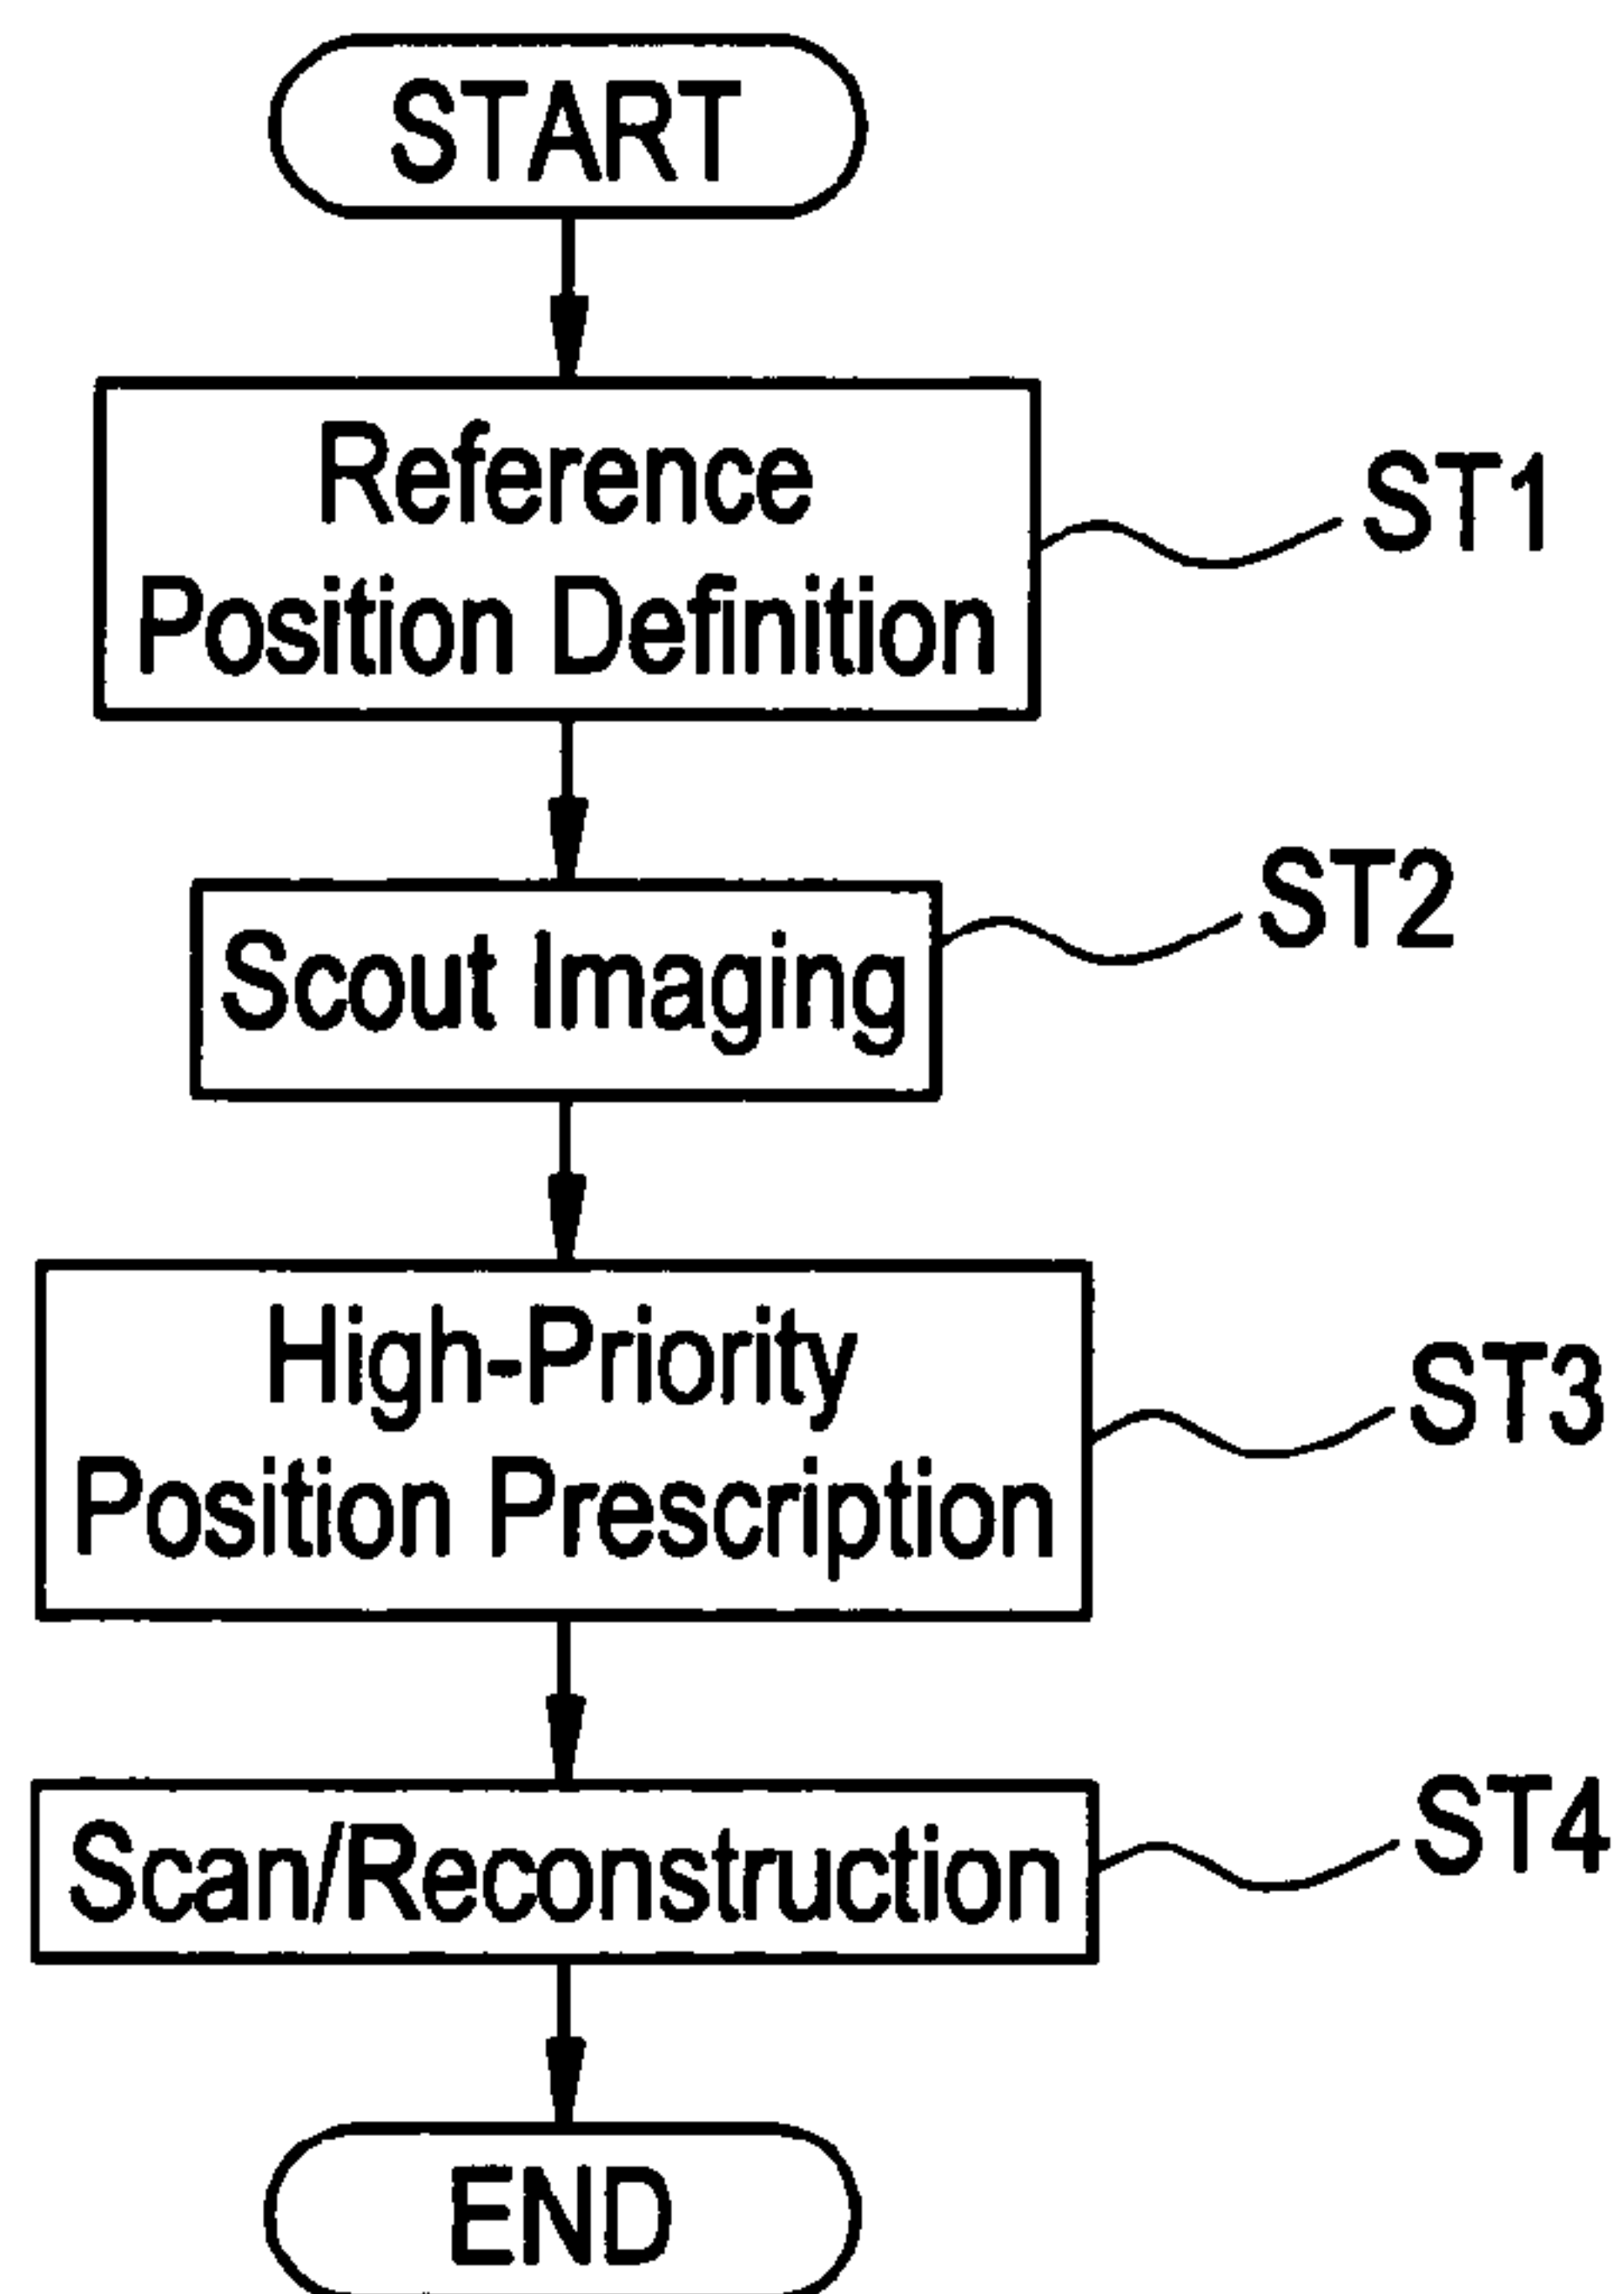 START
Reference
Position Definition
ST1
Scout Imaging
ST2
High-Priority
Position Prescription
ST3
Scan/Reconstruction
ST4
END